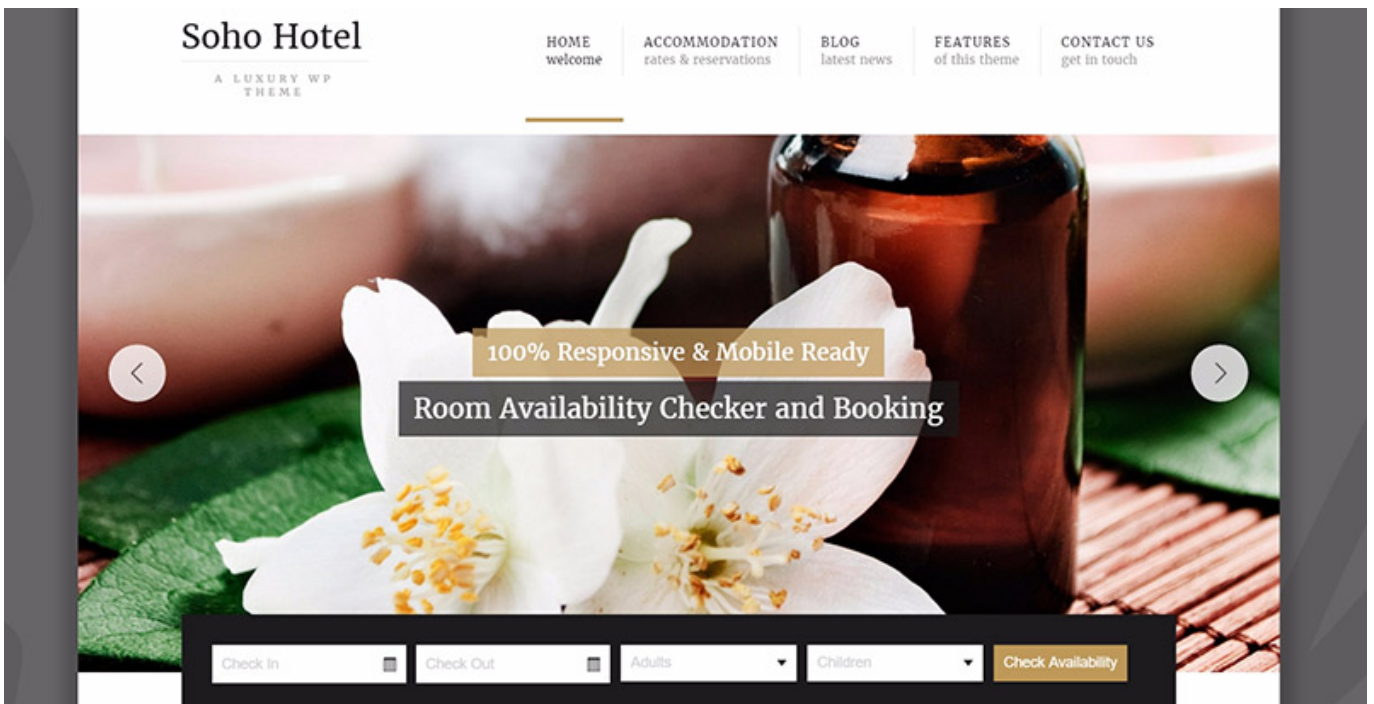 Soho Hotel
A LUXURY WP
THEME
HOME
welcome
ACCOMMODATION
rates & reservations
BLOG
latest news
FEATURES
of this theme
CONTACT US
get in touch
100% Responsive & Mobile Ready
Room Availability Checker and Booking
Check In
Check Out
Adults
Children
Check Availability